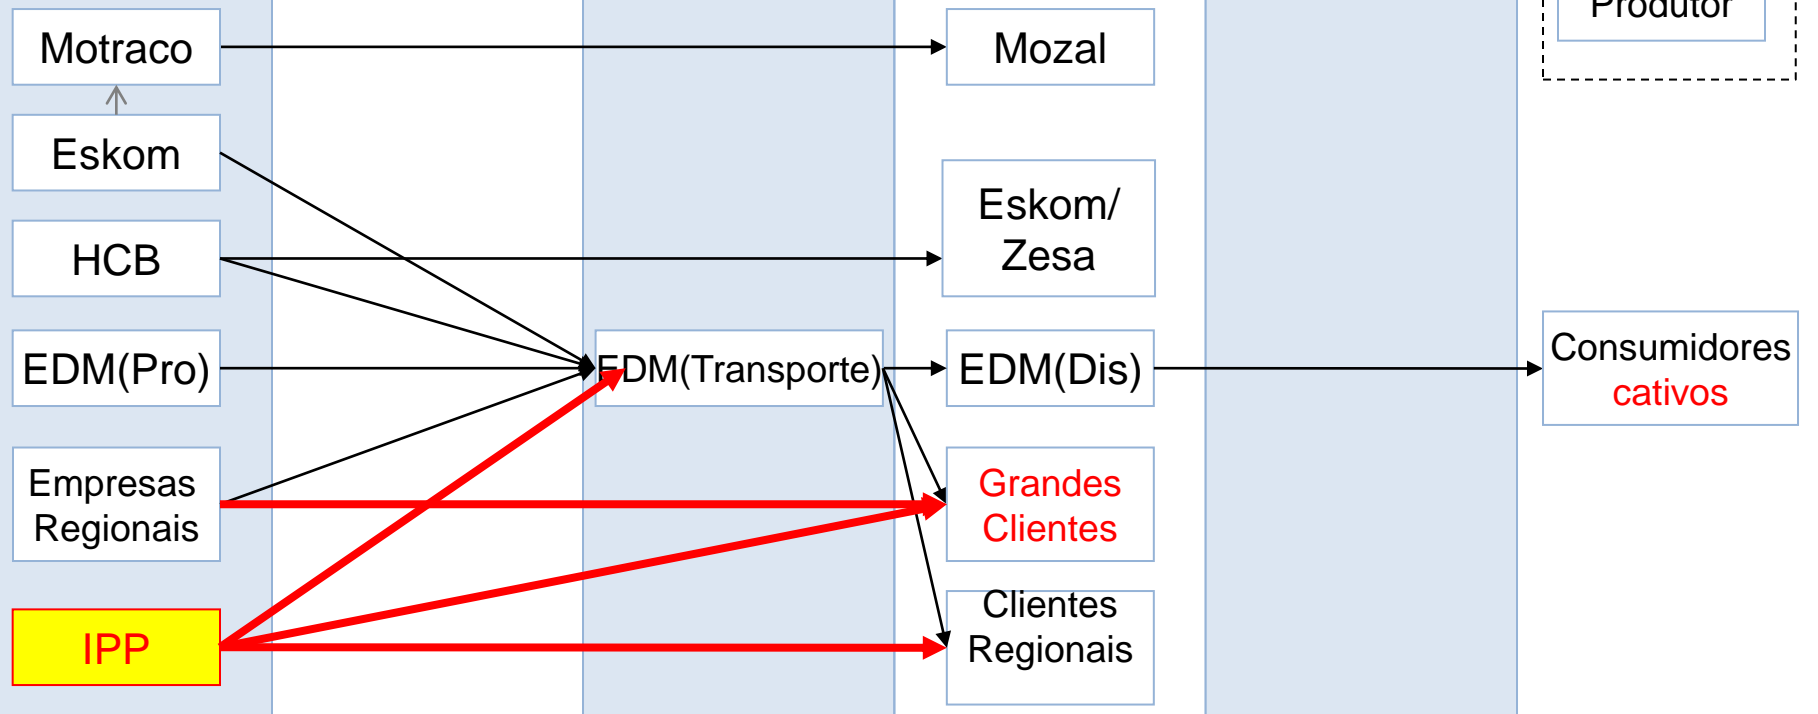 Produtor
Motraco
Mozal
Eskom
Eskom/
Zesa
HCB
EDM(Pro)
EDM(Transporte)
EDM(Dis)
Consumidores
cativos
Empresas
Regionais
Grandes
Clientes
IPP
Clientes
Regionais